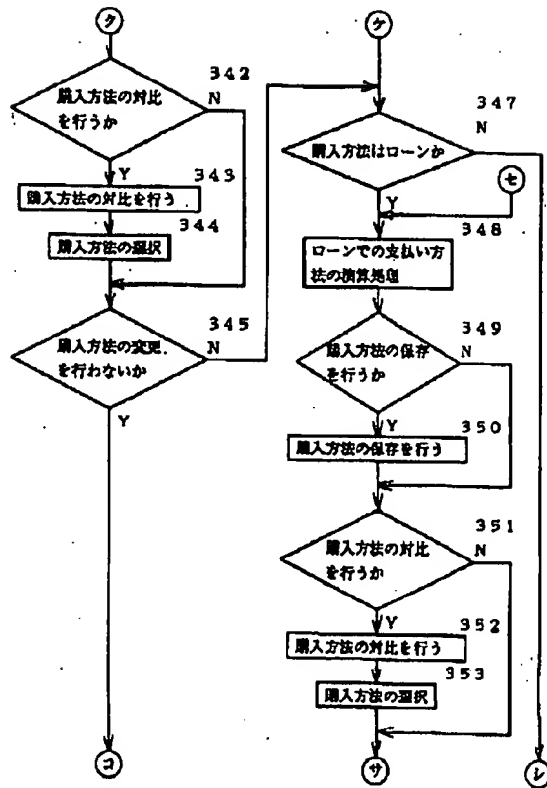 ク
342
購入方法の対比
を行うか
N
Y
343
購入方法の対比を行う
344
購入方法の選択
345
購入方法の変更
を行わないか
N
Y
コ
ケ
347
購入方法はローンか
N
Y
セ
348
ローンでの支払い方
法の演算処理
349
購入方法の保存
を行うか
N
Y
350
購入方法の保存を行う
351
購入方法の対比
を行うか
N
Y
352
購入方法の対比を行う
353
購入方法の選択
サ
シ